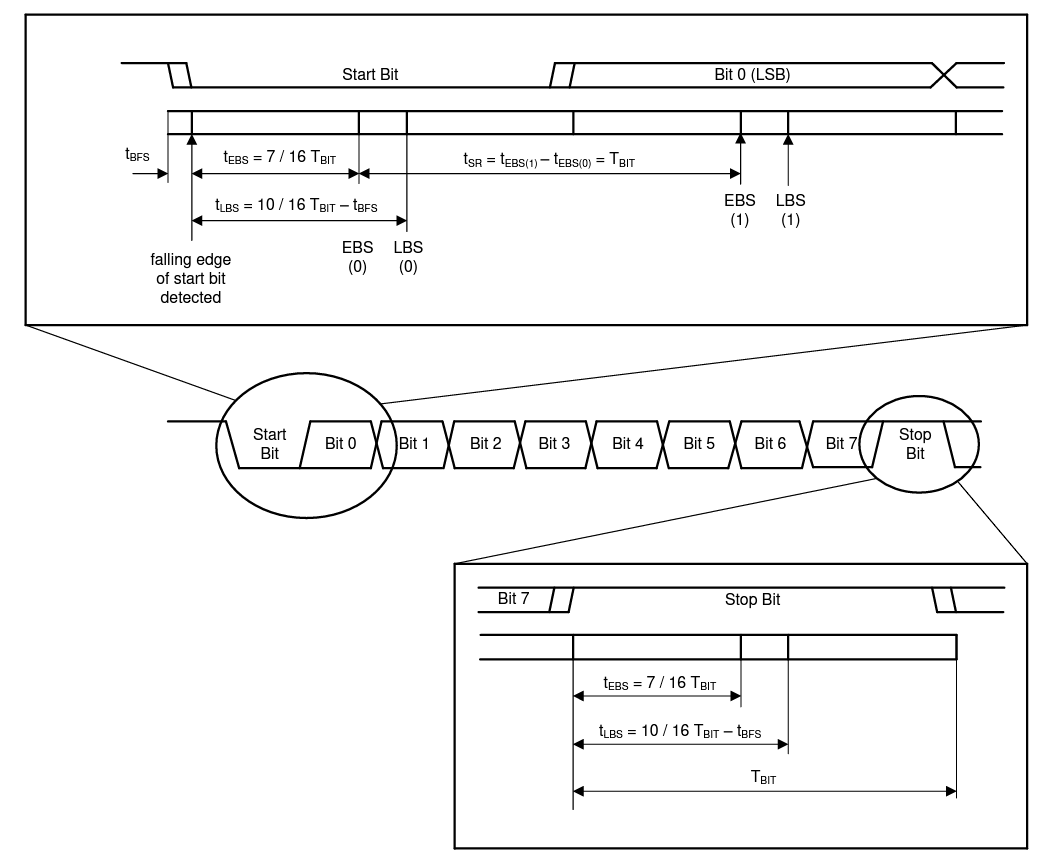 Start Bit
Bit 0 (LSB)
tBFS
tEBS = 7 / 16 TBIT
tSR = tEBS(1) – tEBS(0) = TBIT
tLBS = 10 / 16 TBIT – tBFS
EBS
(1)
LBS
(1)
EBS
(0)
LBS
(0)
falling edge
of start bit
detected
Start
Bit
Bit 0
Bit 1
Bit 2
Bit 3
Bit 4
Bit 5
Bit 6
Bit 7
Stop
Bit
Bit 7
Stop Bit
tEBS = 7 / 16 TBIT
tLBS = 10 / 16 TBIT – tBFS
TBIT